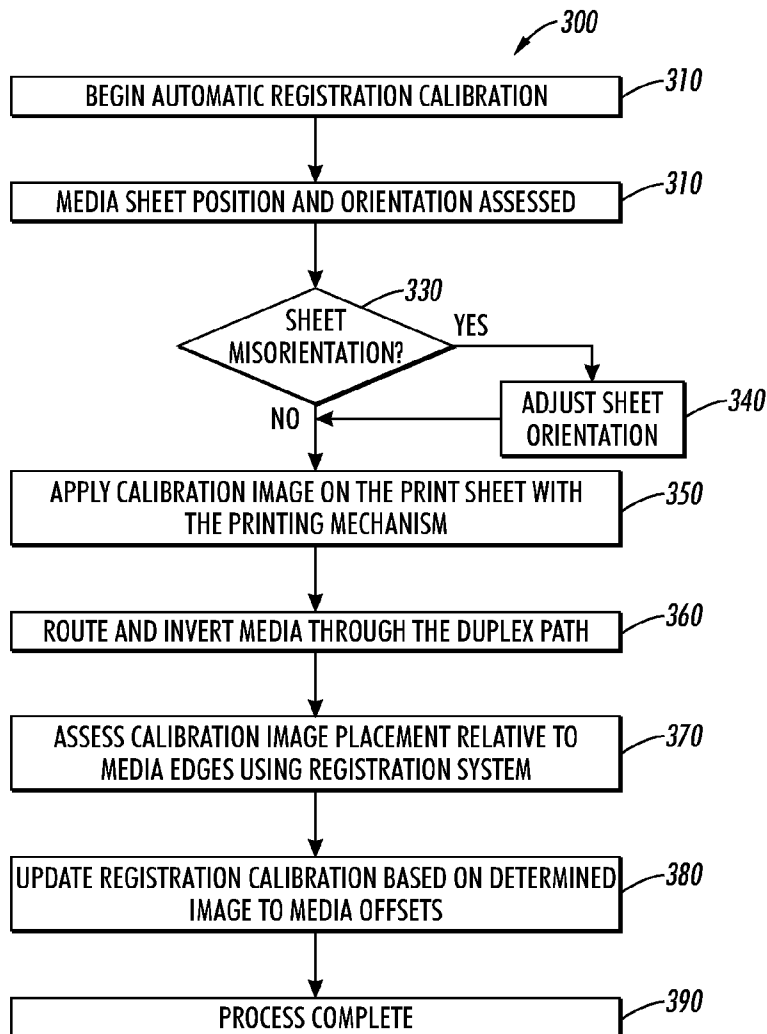 300
BEGIN AUTOMATIC REGISTRATION CALIBRATION
310
MEDIA SHEET POSITION AND ORIENTATION ASSESSED
310
330
SHEET
MISORIENTATION?
YES
NO
ADJUST SHEET
ORIENTATION
340
APPLY CALIBRATION IMAGE ON THE PRINT SHEET WITH
THE PRINTING MECHANISM
350
ROUTE AND INVERT MEDIA THROUGH THE DUPLEX PATH
360
ASSESS CALIBRATION IMAGE PLACEMENT RELATIVE TO
MEDIA EDGES USING REGISTRATION SYSTEM
370
UPDATE REGISTRATION CALIBRATION BASED ON DETERMINED
IMAGE TO MEDIA OFFSETS
380
PROCESS COMPLETE
390